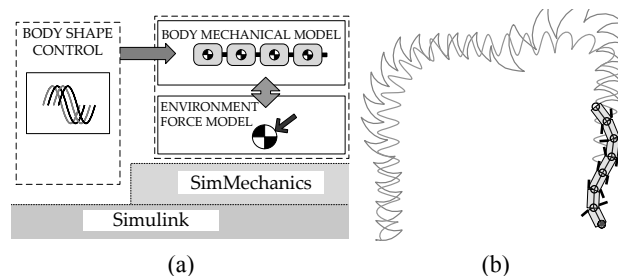 BODY SHAPE
CONTROL
BODY MECHANICAL MODEL
ENVIRONMENT
FORCE MODEL
SimMechanics
Simulink
(a)
(b)